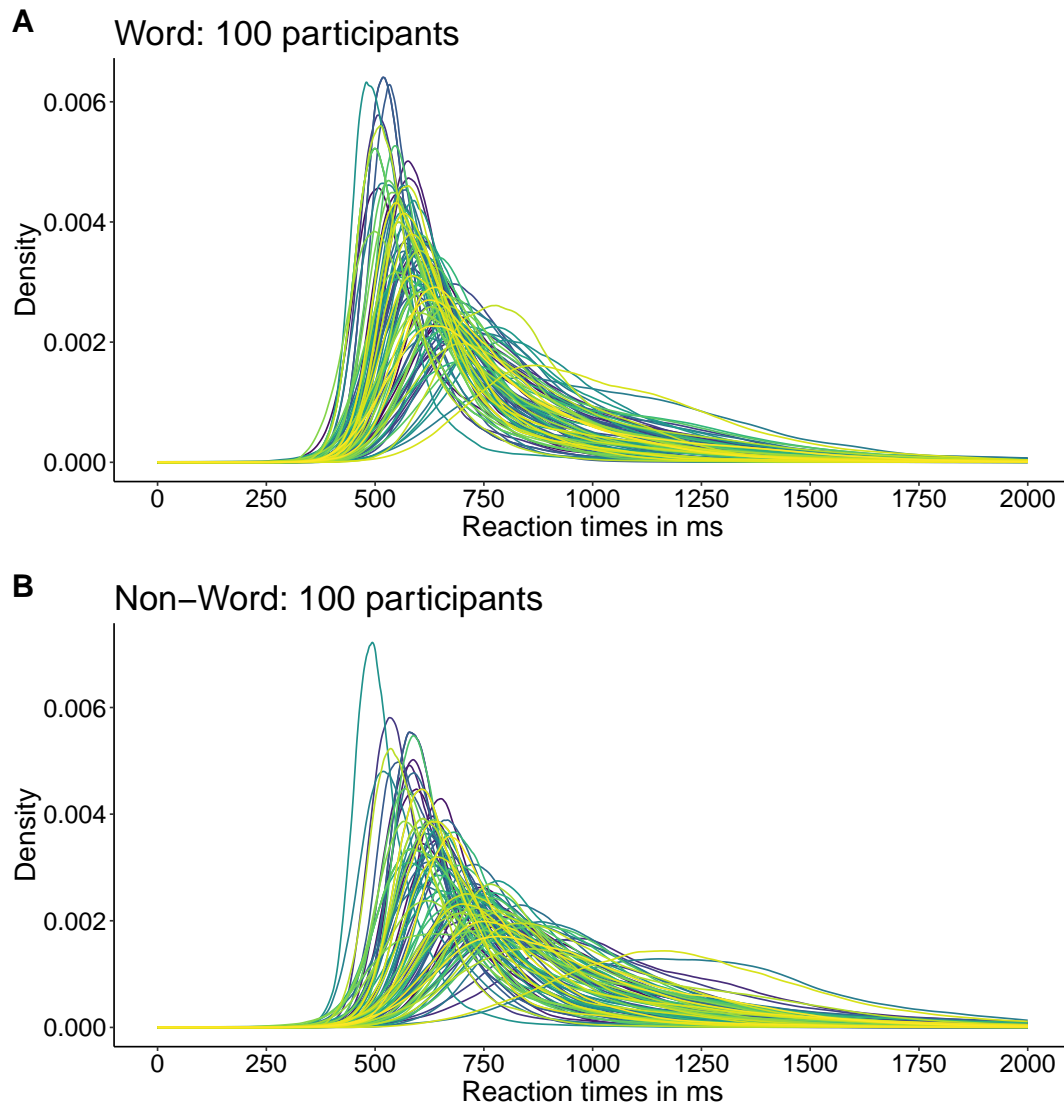 A
Word: 100 participants
0.006
0.004
0.002
0.000
Density
0 250 500 750 1000 1250 1500 1750 2000
Reaction times in ms
B
Non−Word: 100 participants
0.006
0.004
0.002
0.000
Density
0 250 500 750 1000 1250 1500 1750 2000
Reaction times in ms